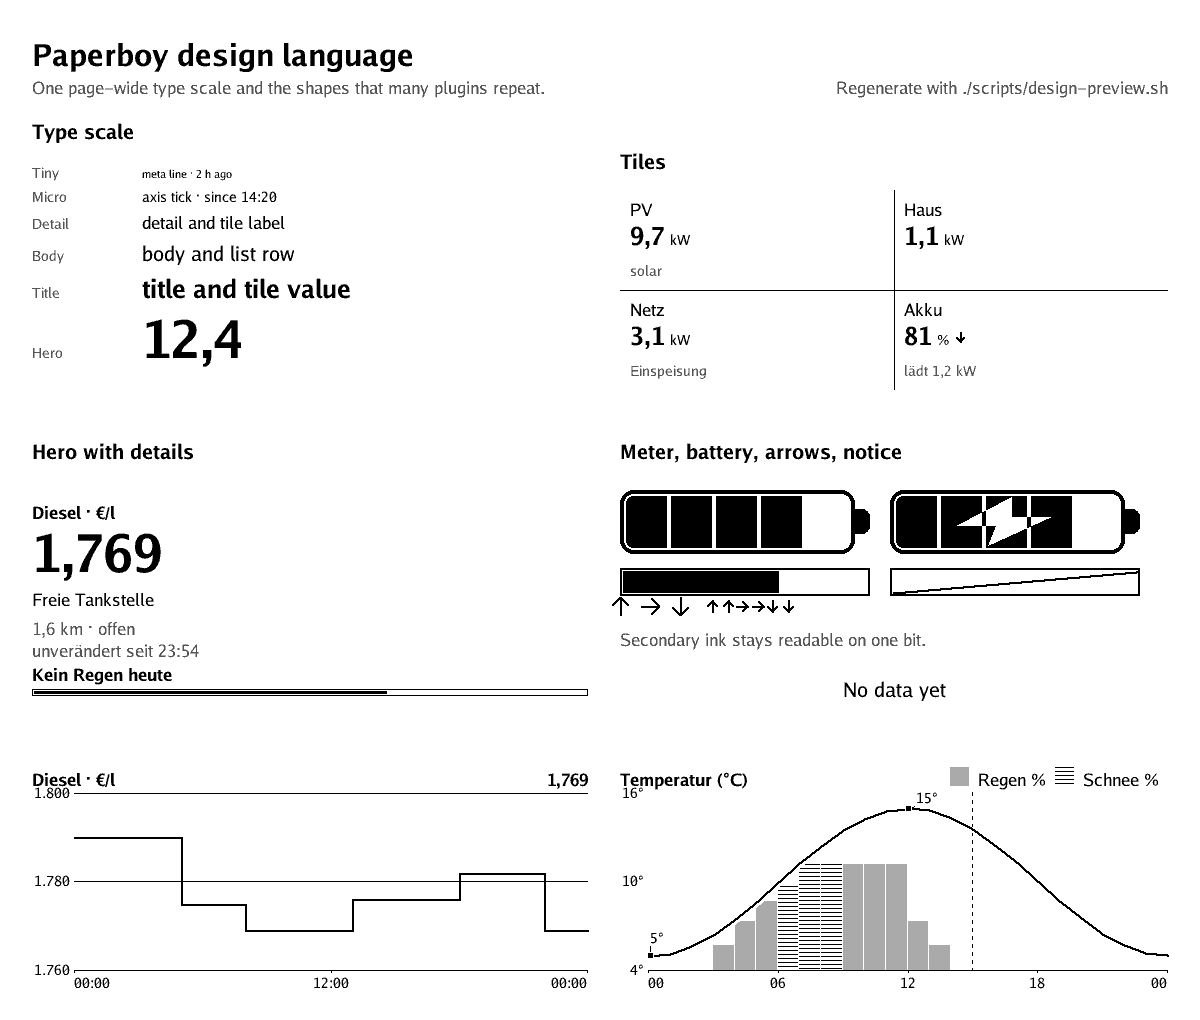 Paperboy design language
One page-wide type scale and the shapes that many plugins repeat.
Regenerate with ./scripts/design-preview.sh
Type scale
Tiny meta line · 2 h ago
Micro axis tick · since 14:20
Detail detail and tile label
Body body and list row
Title title and tile value
Hero 12,4
Tiles
PV
9,7 kW
solar
Haus
1,1 kW
Netz
3,1 kW
Einspeisung
Akku
81 % ↓
lädt 1,2 kW
Hero with details
Diesel · €/l
1,769
Freie Tankstelle
1,6 km · offen
unverändert seit 23:54
Kein Regen heute
Meter, battery, arrows, notice
↑ → ↓ ↑↑→→↓↓
Secondary ink stays readable on one bit.
No data yet
Diesel · €/l 1,769
1.800
1.780
1.760
00:00 12:00 00:00
Temperatur (°C) Regen % Schnee %
16°
15°
10°
5°
4°
00 06 12 18 00